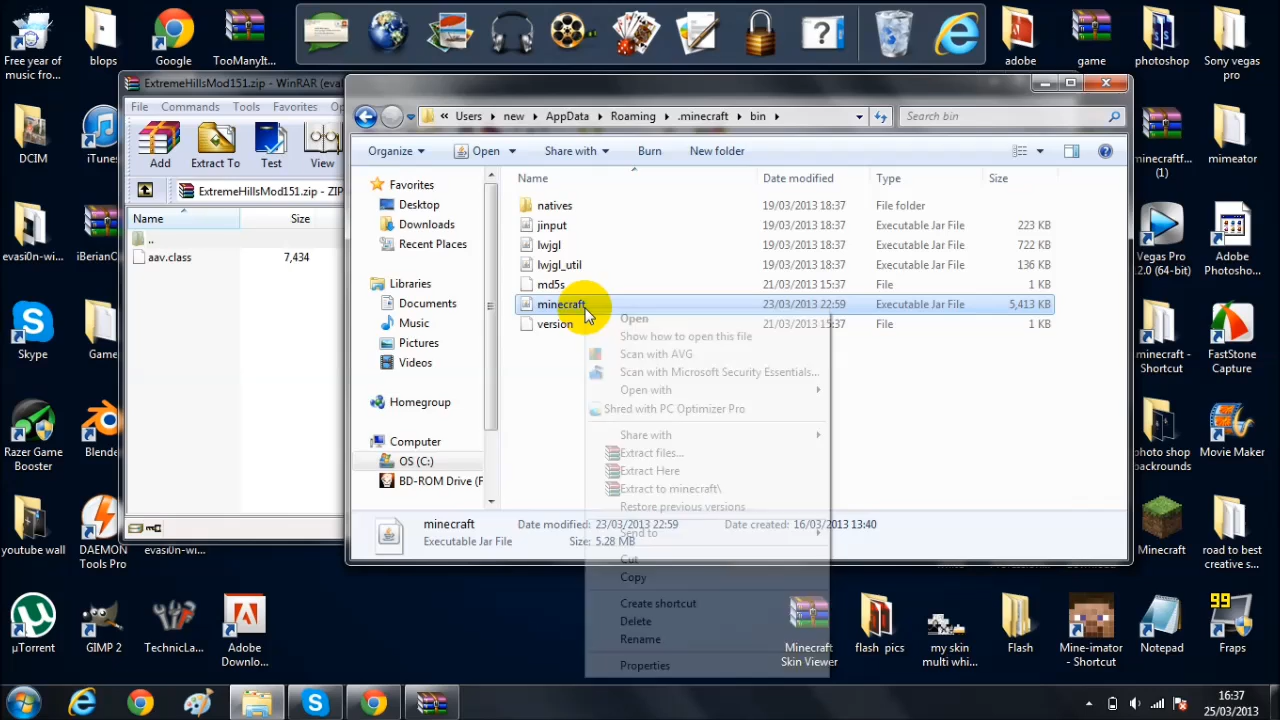 Free year of music fro...
blops
Google
TooManyIt...
adobe
game
photoshop
Sony vegas pro
ExtremeHillsMod151.zip - WinRAR (eval
File Commands Tools Favorites
Add
Extract To
Test
View
ExtremeHillsMod151.zip - ZIP
Name
Size
..
aav.class
7,434
Users
new
AppData
Roaming
.minecraft
bin
Search bin
Organize
Open
Share with
Burn
New folder
Favorites
Desktop
Downloads
Recent Places
Libraries
Documents
Music
Pictures
Videos
Homegroup
Computer
OS (C:)
BD-ROM Drive (F
Name Date modified Type Size
natives 19/03/2013 18:37 File folder
jinput 19/03/2013 18:37 Executable Jar File 223 KB
lwjgl 19/03/2013 18:37 Executable Jar File 722 KB
lwjgl_util 19/03/2013 18:37 Executable Jar File 136 KB
md5s 21/03/2013 15:37 File 1 KB
minecraft 23/03/2013 22:59 Executable Jar File 5,413 KB
version 21/03/2013 15:37 File 1 KB
Open
Show how to open this file
Scan with AVG
Scan with Microsoft Security Essentials...
Open with
Shred with PC Optimizer Pro
Share with
Extract files...
Extract Here
Extract to minecraft\
Restore previous versions
Send to
Cut
Copy
Create shortcut
Delete
Rename
Properties
minecraft Date modified: 23/03/2013 22:59 Date created: 16/03/2013 13:40
Executable Jar File Size: 5.28 MB
DCIM
iTunes
evasi0n-wi...
iBerian
Skype
Game
Razer Game Booster
Blende
youtube wall
DAEMON Tools Pro
evasi0n-wi...
µTorrent
GIMP 2
TechnicLa...
Adobe Downlo...
minecraftf... (1)
mimeator
Vegas Pro 12.0 (64-bit)
Adobe Photosho...
minecraft - Shortcut
FastStone Capture
photo shop backrounds
Movie Maker
Minecraft
road to best creative s...
Minecraft Skin Viewer
flash pics
my skin multi whi...
Flash
Mine-imator - Shortcut
Notepad
99
Fraps
16:37
25/03/2013